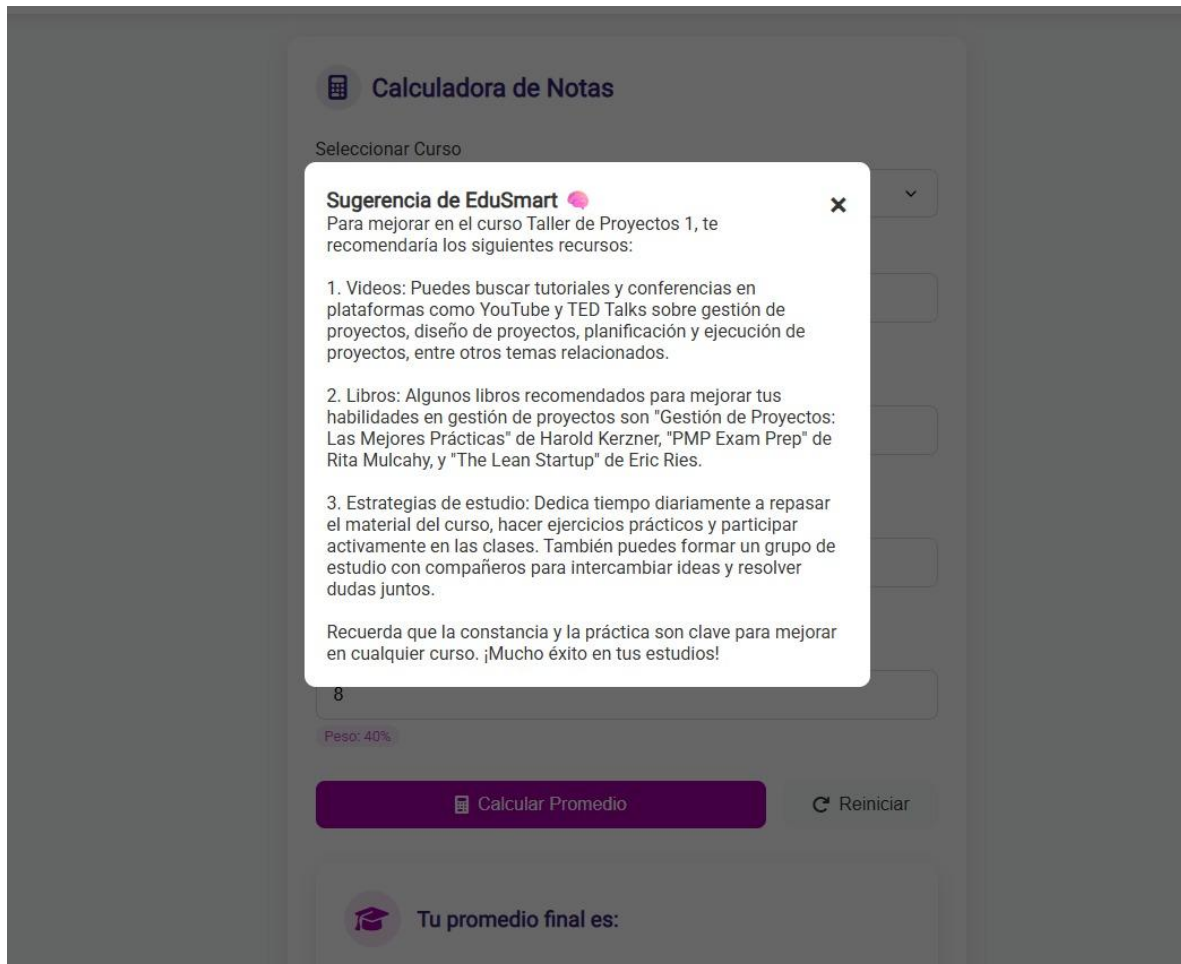 Calculadora de Notas
Seleccionar Curso
Sugerencia de EduSmart 🧠
Para mejorar en el curso Taller de Proyectos 1, te
recomendaría los siguientes recursos:
1. Videos: Puedes buscar tutoriales y conferencias en
plataformas como YouTube y TED Talks sobre gestión de
proyectos, diseño de proyectos, planificación y ejecución de
proyectos, entre otros temas relacionados.
2. Libros: Algunos libros recomendados para mejorar tus
habilidades en gestión de proyectos son "Gestión de Proyectos:
Las Mejores Prácticas" de Harold Kerzner, "PMP Exam Prep" de
Rita Mulcahy, y "The Lean Startup" de Eric Ries.
3. Estrategias de estudio: Dedica tiempo diariamente a repasar
el material del curso, hacer ejercicios prácticos y participar
activamente en las clases. También puedes formar un grupo de
estudio con compañeros para intercambiar ideas y resolver
dudas juntos.
Recuerda que la constancia y la práctica son clave para mejorar
en cualquier curso. ¡Mucho éxito en tus estudios!
8
Peso: 40%
Calcular Promedio
Reiniciar
Tu promedio final es: